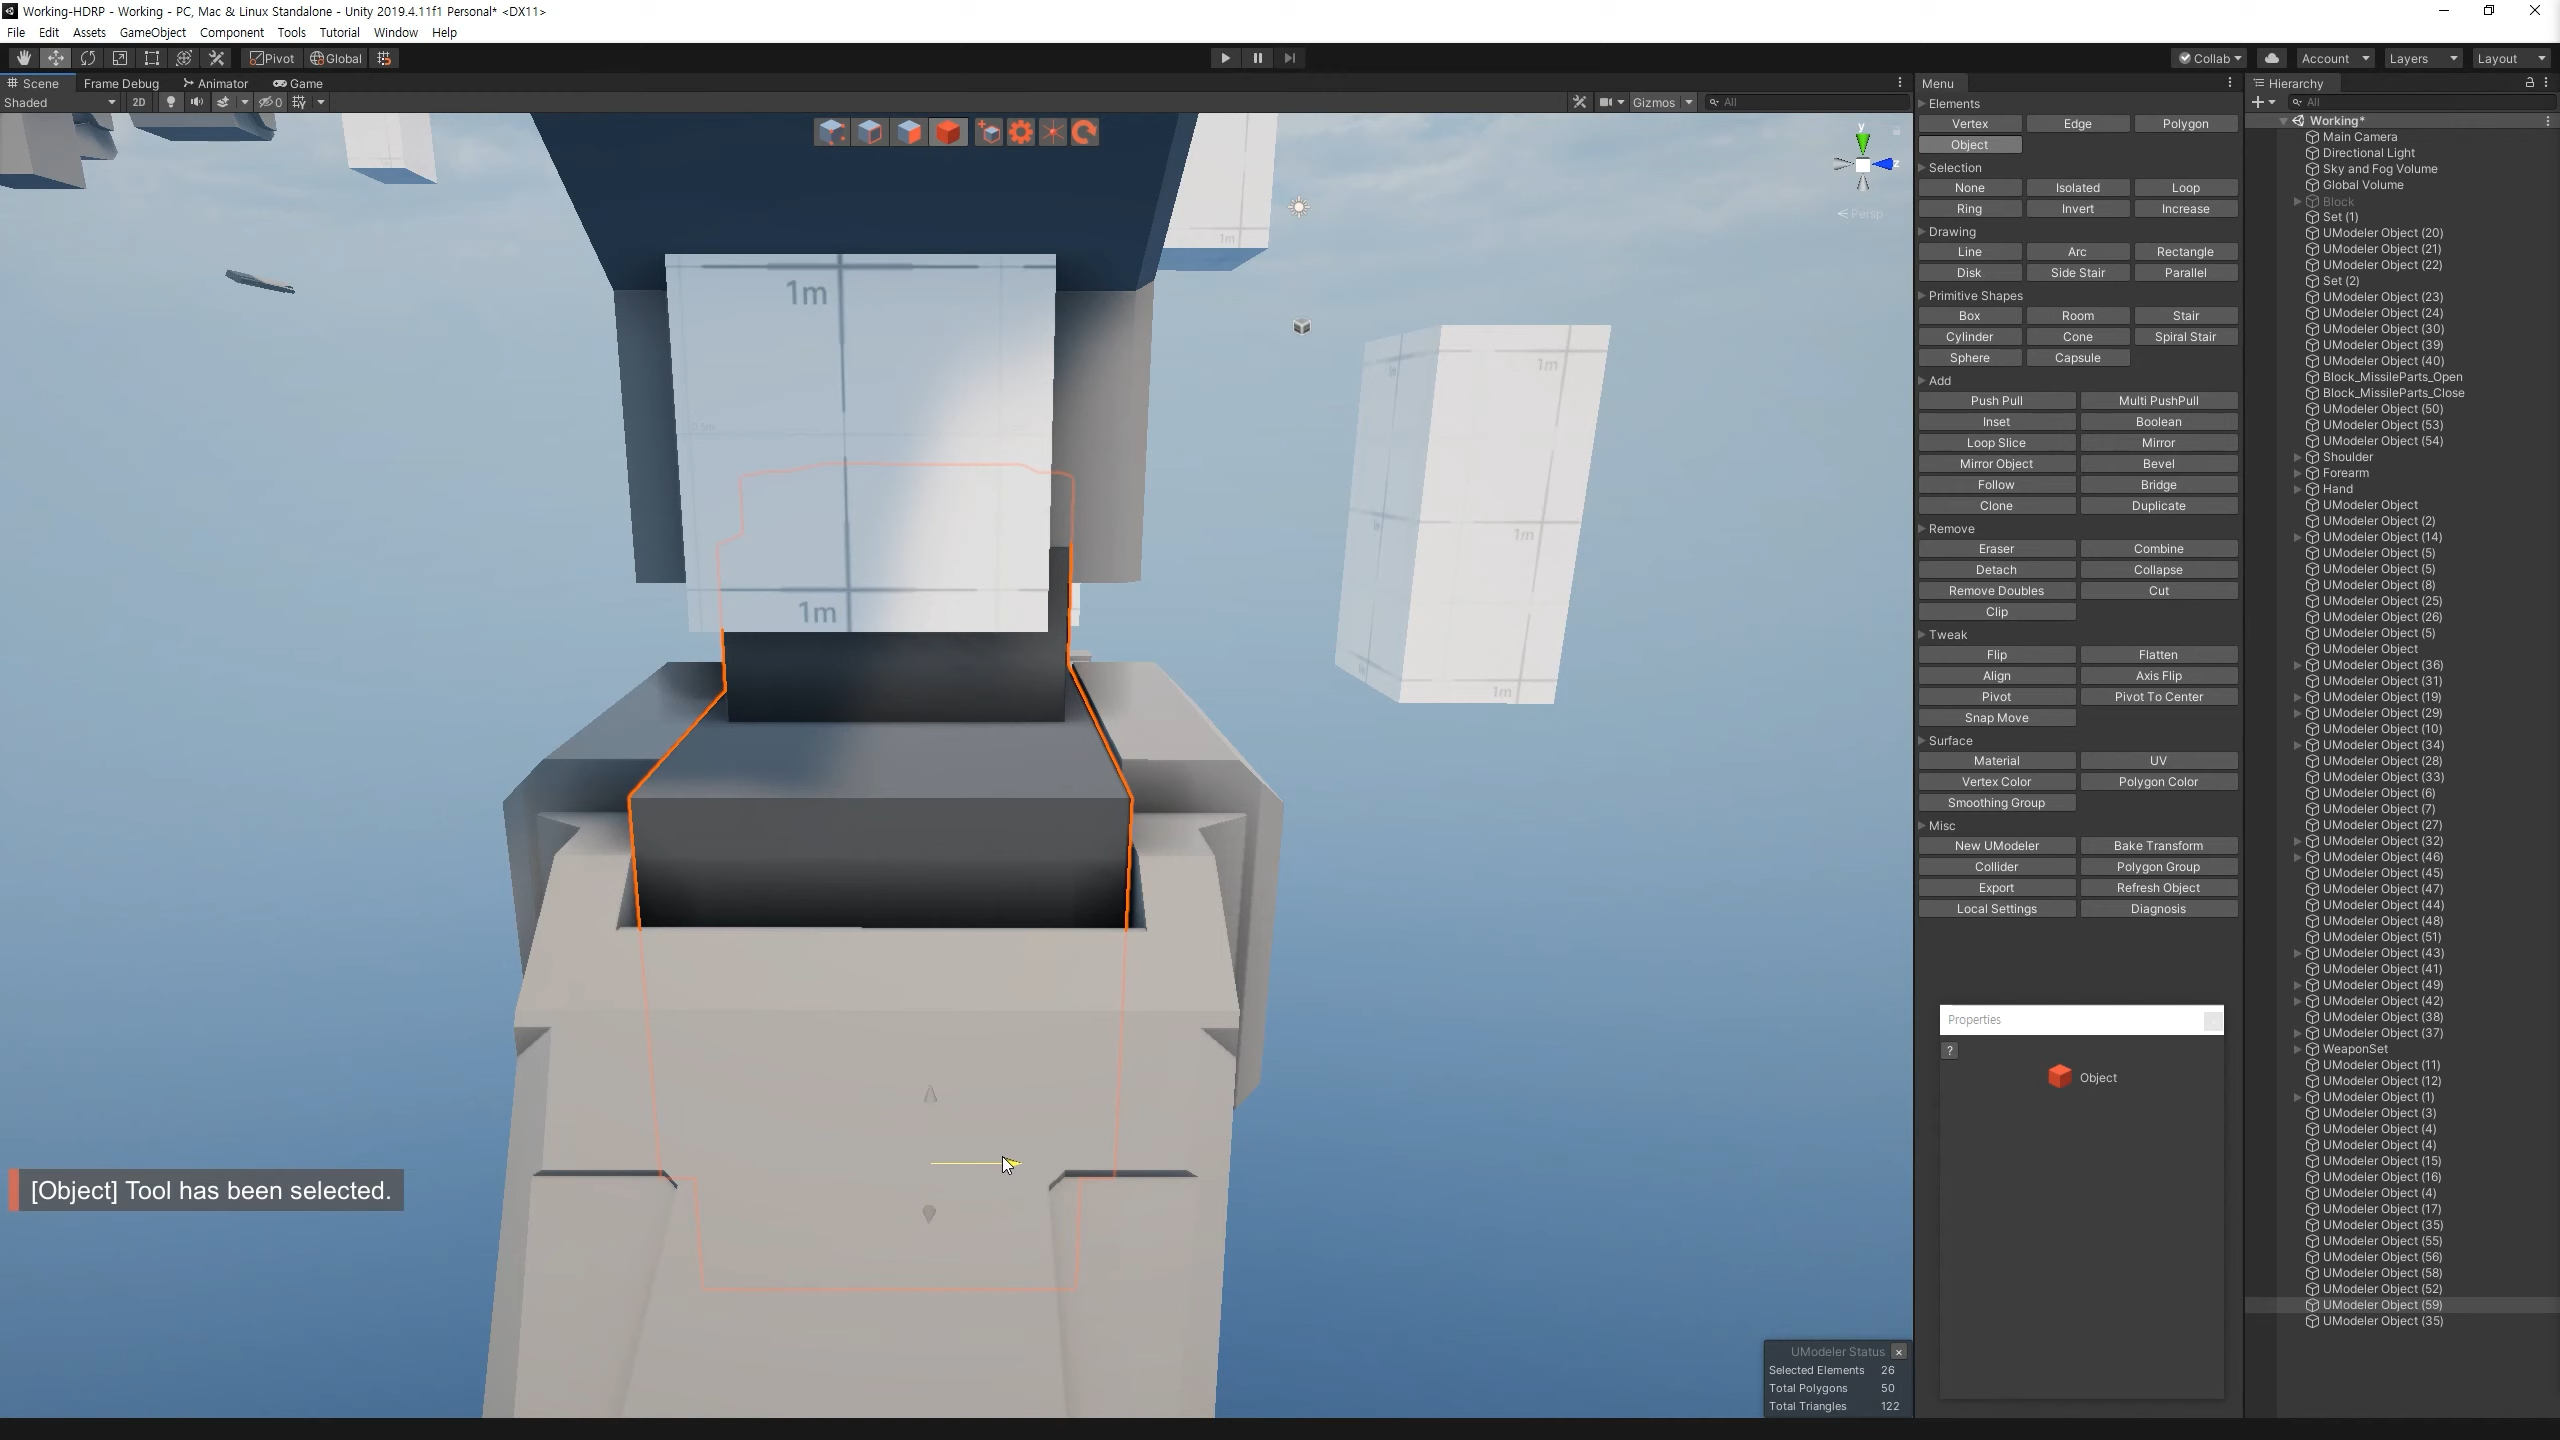 Working-HDRP - Working - PC, Mac & Linux Standalone - Unity 2019.4.11f1 Personal* <DX11>
File Edit Assets GameObject Component Tools Tutorial Window Help
Pivot Global Collab Account Layers Layout
Scene Frame Debug Animator Game
Shaded 2D 0 Gizmos All
y
z
Persp
1m
1m
1m
1m
1m
1m
[Object] Tool has been selected.
UModeler Status
Selected Elements 26
Total Polygons 50
Total Triangles 122
Menu
Elements
Vertex Edge Polygon
Object
Selection
None Isolated Loop
Ring Invert Increase
Drawing
Line Arc Rectangle
Disk Side Stair Parallel
Primitive Shapes
Box Room Stair
Cylinder Cone Spiral Stair
Sphere Capsule
Add
Push Pull Multi PushPull
Inset Boolean
Loop Slice Mirror
Mirror Object Bevel
Follow Bridge
Clone Duplicate
Remove
Eraser Combine
Detach Collapse
Remove Doubles Cut
Clip
Tweak
Flip Flatten
Align Axis Flip
Pivot Pivot To Center
Snap Move
Surface
Material UV
Vertex Color Polygon Color
Smoothing Group
Misc
New UModeler Bake Transform
Collider Polygon Group
Export Refresh Object
Local Settings Diagnosis
Properties
?
Object
Hierarchy
All
Working*
Main Camera
Directional Light
Sky and Fog Volume
Global Volume
Block
Set (1)
UModeler Object (20)
UModeler Object (21)
UModeler Object (22)
Set (2)
UModeler Object (23)
UModeler Object (24)
UModeler Object (30)
UModeler Object (39)
UModeler Object (40)
Block_MissileParts_Open
Block_MissileParts_Close
UModeler Object (50)
UModeler Object (53)
UModeler Object (54)
Shoulder
Forearm
Hand
UModeler Object
UModeler Object (2)
UModeler Object (14)
UModeler Object (5)
UModeler Object (5)
UModeler Object (8)
UModeler Object (25)
UModeler Object (26)
UModeler Object (5)
UModeler Object
UModeler Object (36)
UModeler Object (31)
UModeler Object (19)
UModeler Object (29)
UModeler Object (10)
UModeler Object (34)
UModeler Object (28)
UModeler Object (33)
UModeler Object (6)
UModeler Object (7)
UModeler Object (27)
UModeler Object (32)
UModeler Object (46)
UModeler Object (45)
UModeler Object (47)
UModeler Object (44)
UModeler Object (48)
UModeler Object (51)
UModeler Object (43)
UModeler Object (41)
UModeler Object (49)
UModeler Object (42)
UModeler Object (38)
UModeler Object (37)
WeaponSet
UModeler Object (11)
UModeler Object (12)
UModeler Object (1)
UModeler Object (3)
UModeler Object (4)
UModeler Object (4)
UModeler Object (15)
UModeler Object (16)
UModeler Object (4)
UModeler Object (17)
UModeler Object (35)
UModeler Object (55)
UModeler Object (56)
UModeler Object (58)
UModeler Object (52)
UModeler Object (59)
UModeler Object (35)